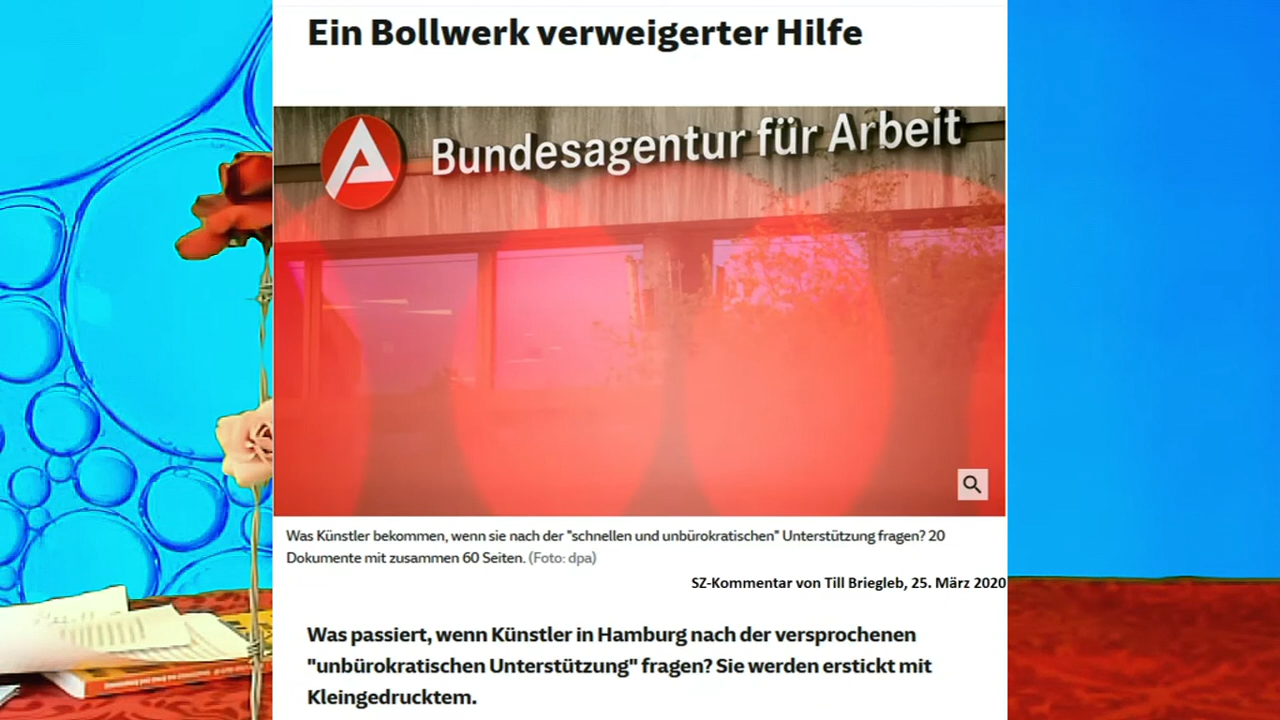 Ein Bollwerk verweigerter Hilfe
Bundesagentur für Arbeit
Was Künstler bekommen, wenn sie nach der "schnellen und unbürokratischen" Unterstützung fragen? 20
Dokumente mit zusammen 60 Seiten. (Foto: dpa)
SZ-Kommentar von Till Briegleb, 25. März 2020
Was passiert, wenn Künstler in Hamburg nach der versprochenen
"unbürokratischen Unterstützung" fragen? Sie werden erstickt mit
Kleingedrucktem.